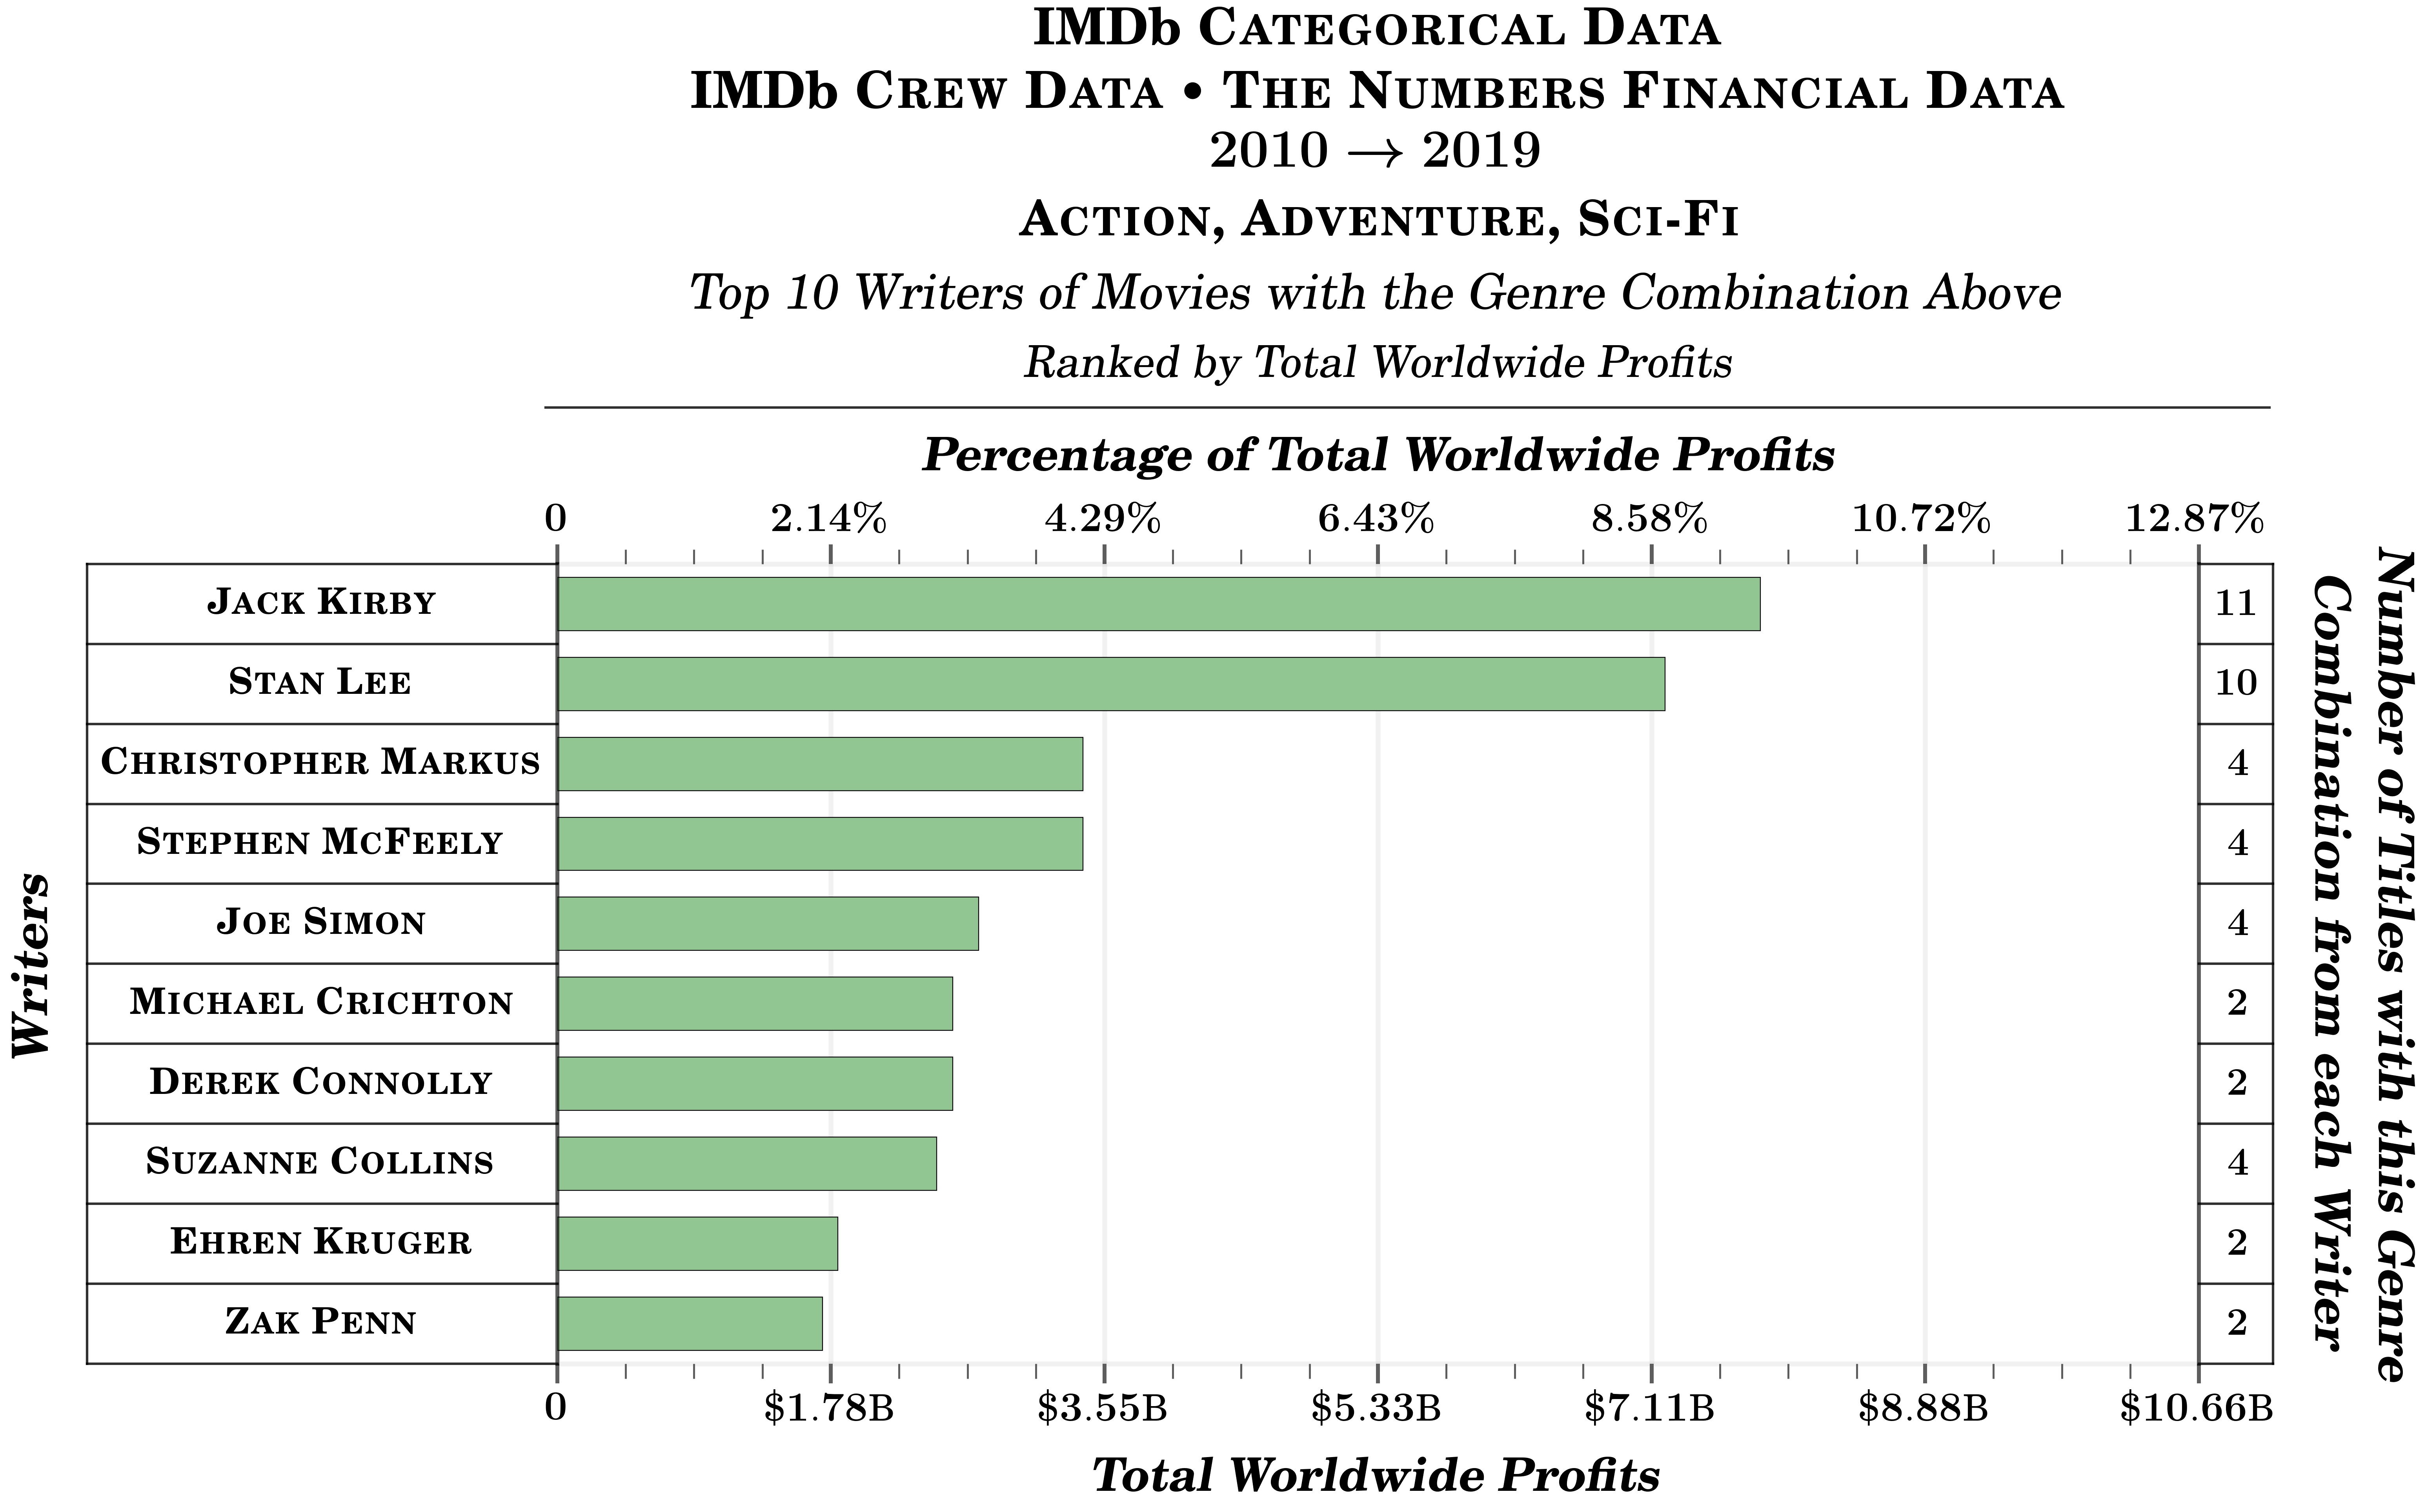 IMDb Categorical Data
IMDb Crew Data • The Numbers Financial Data
2010 → 2019
Action, Adventure, Sci-Fi
Top 10 Writers of Movies with the Genre Combination Above
Ranked by Total Worldwide Profits
Percentage of Total Worldwide Profits
0 2.14% 4.29% 6.43% 8.58% 10.72% 12.87%
Writers
Jack Kirby 11
Stan Lee 10
Christopher Markus 4
Stephen McFeely 4
Joe Simon 4
Michael Crichton 2
Derek Connolly 2
Suzanne Collins 4
Ehren Kruger 2
Zak Penn 2
Number of Titles with this Genre
Combination from each Writer
0 $1.78B $3.55B $5.33B $7.11B $8.88B $10.66B
Total Worldwide Profits